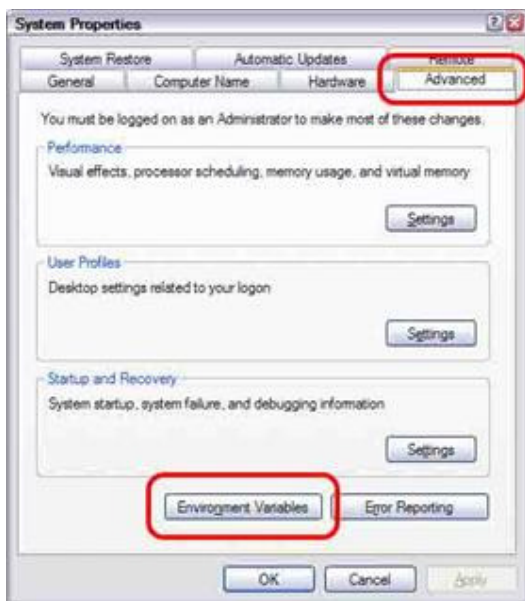 System Properties
System Restore Automatic Updates Remote
General Computer Name Hardware Advanced
You must be logged on as an Administrator to make most of these changes.
Performance
Visual effects, processor scheduling, memory usage, and virtual memory
Settings
User Profiles
Desktop settings related to your logon
Settings
Startup and Recovery
System startup, system failure, and debugging information
Settings
Environment Variables Error Reporting
OK Cancel Apply